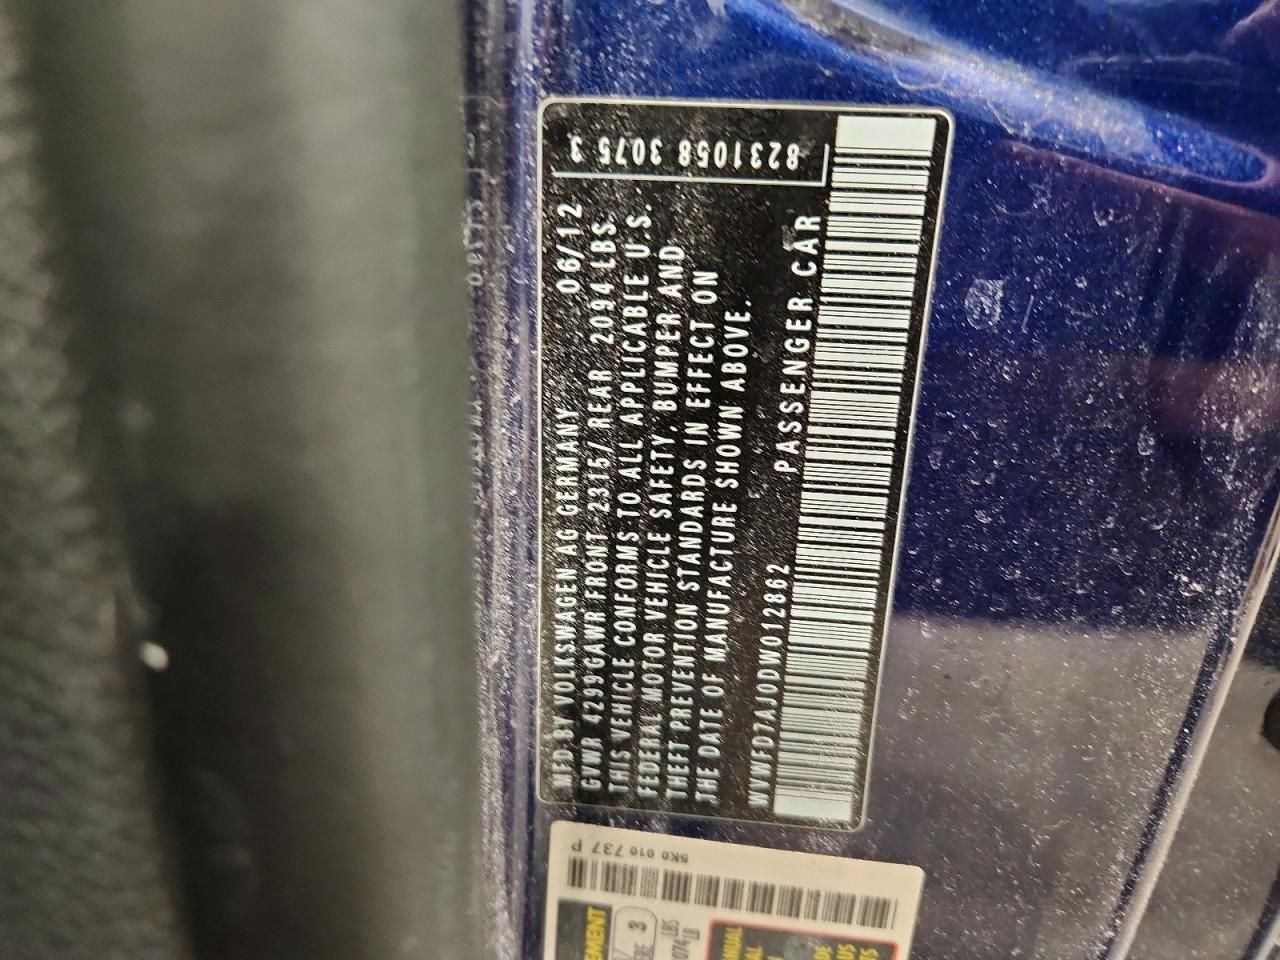 MFD BY VOLKSWAGEN AG GERMANY 06/12
GVWR 4299 GAWR FRONT 2315/ REAR 2094 LBS.
THIS VEHICLE CONFORMS TO ALL APPLICABLE U.S.
FEDERAL MOTOR VEHICLE SAFETY, BUMPER AND
THEFT PREVENTION STANDARDS IN EFFECT ON
THE DATE OF MANUFACTURE SHOWN ABOVE.
WVWFD7AJ0DW012862 PASSENGER CAR
8231058 3075 3
5K0 010 737 P